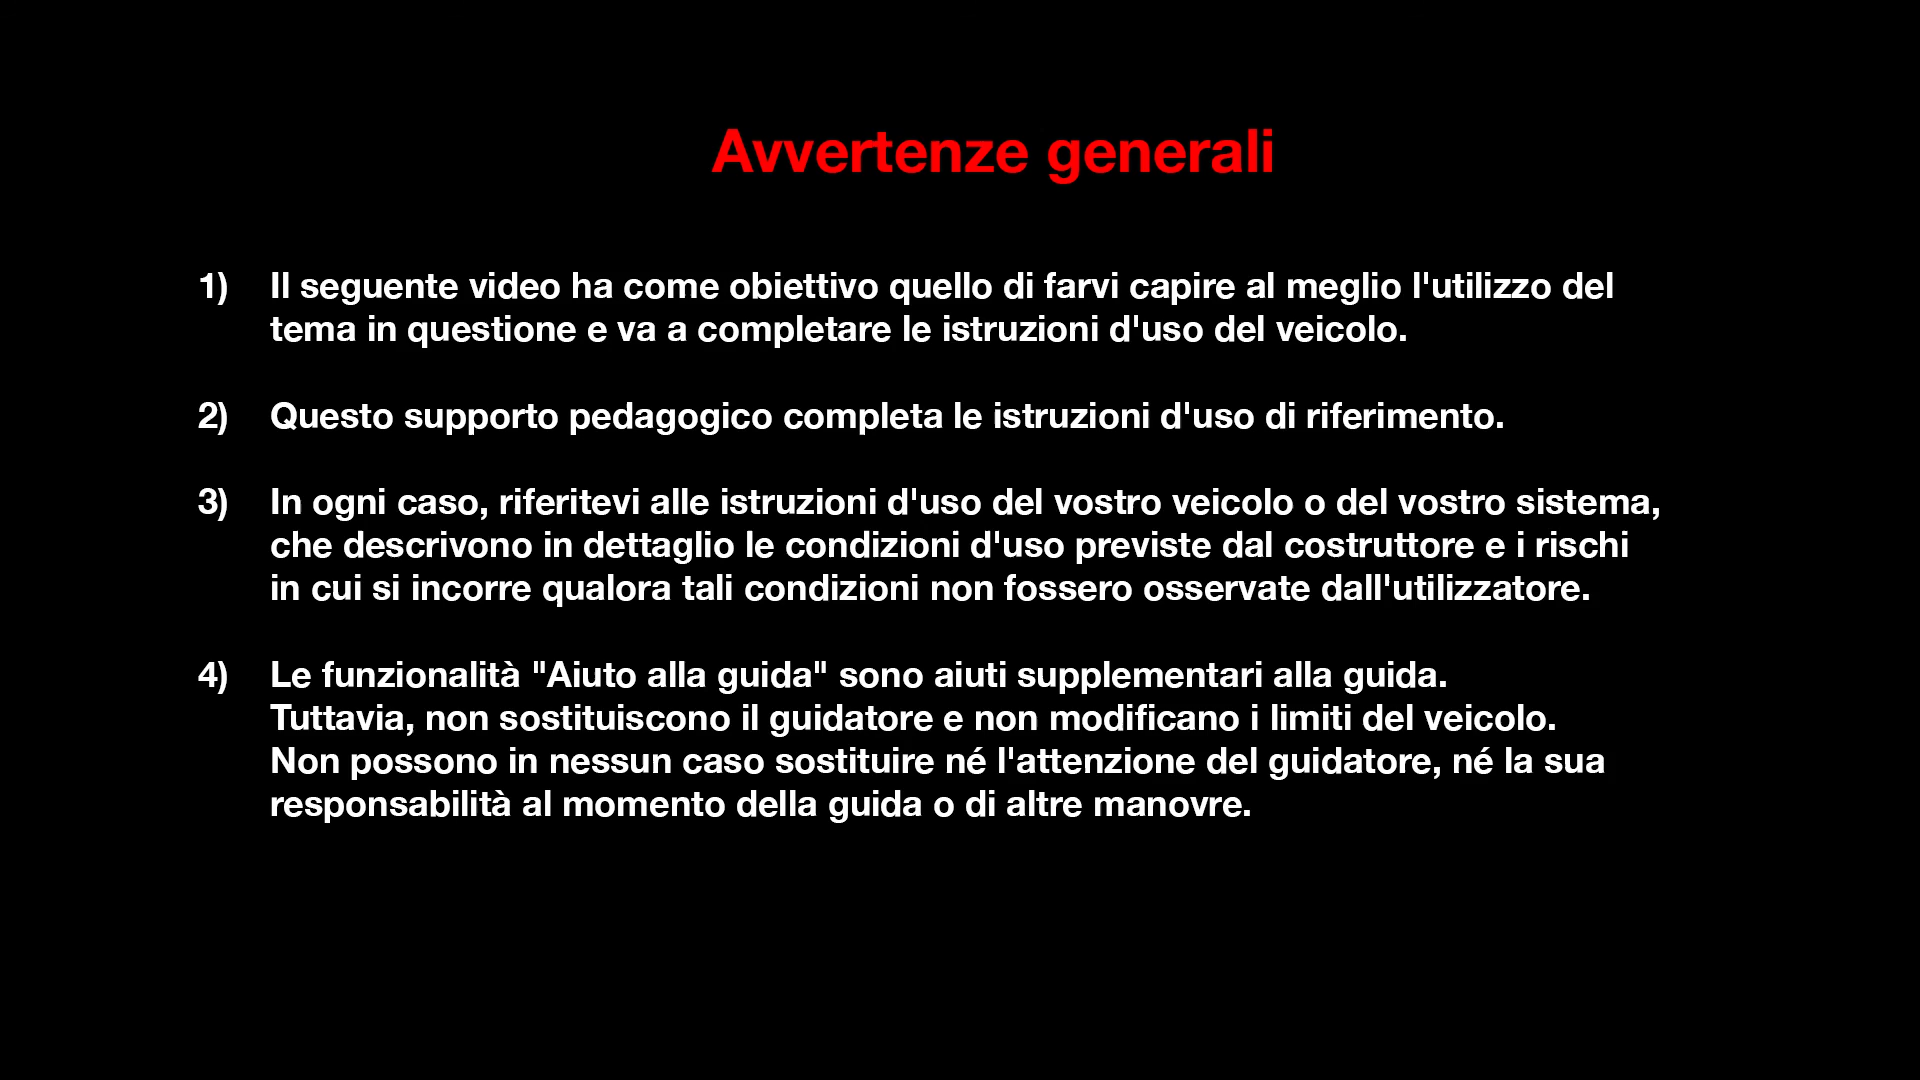 Avvertenze generali
1) Il seguente video ha come obiettivo quello di farvi capire al meglio l'utilizzo del
tema in questione e va a completare le istruzioni d'uso del veicolo.
2) Questo supporto pedagogico completa le istruzioni d'uso di riferimento.
3) In ogni caso, riferitevi alle istruzioni d'uso del vostro veicolo o del vostro sistema,
che descrivono in dettaglio le condizioni d'uso previste dal costruttore e i rischi
in cui si incorre qualora tali condizioni non fossero osservate dall'utilizzatore.
4) Le funzionalità "Aiuto alla guida" sono aiuti supplementari alla guida.
Tuttavia, non sostituiscono il guidatore e non modificano i limiti del veicolo.
Non possono in nessun caso sostituire né l'attenzione del guidatore, né la sua
responsabilità al momento della guida o di altre manovre.